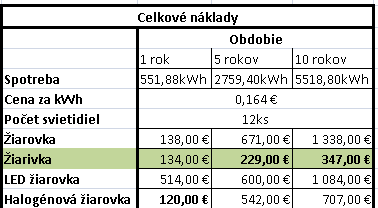 Celkové náklady
Obdobie
1 rok 5 rokov 10 rokov
Spotreba 551,88kWh 2759,40kWh 5518,80kWh
Cena za kWh 0,164 €
Počet svietidiel 12ks
Žiarovka 138,00 € 671,00 € 1 338,00 €
Žiarivka 134,00 € 229,00 € 347,00 €
LED žiarovka 514,00 € 600,00 € 1 084,00 €
Halogénová žiarovka 120,00 € 542,00 € 707,00 €